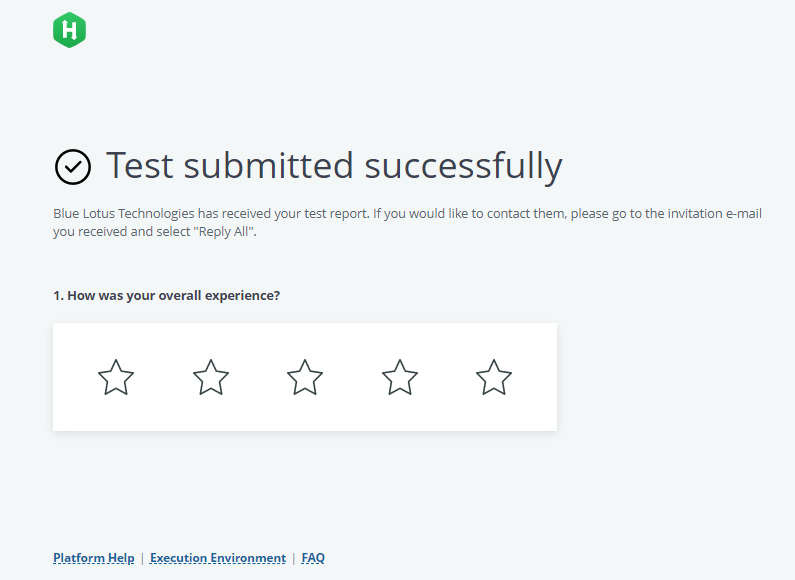 H
Test submitted successfully
Blue Lotus Technologies has received your test report. If you would like to contact them, please go to the invitation e-mail
you received and select "Reply All".
1. How was your overall experience?
Platform Help | Execution Environment | FAQ